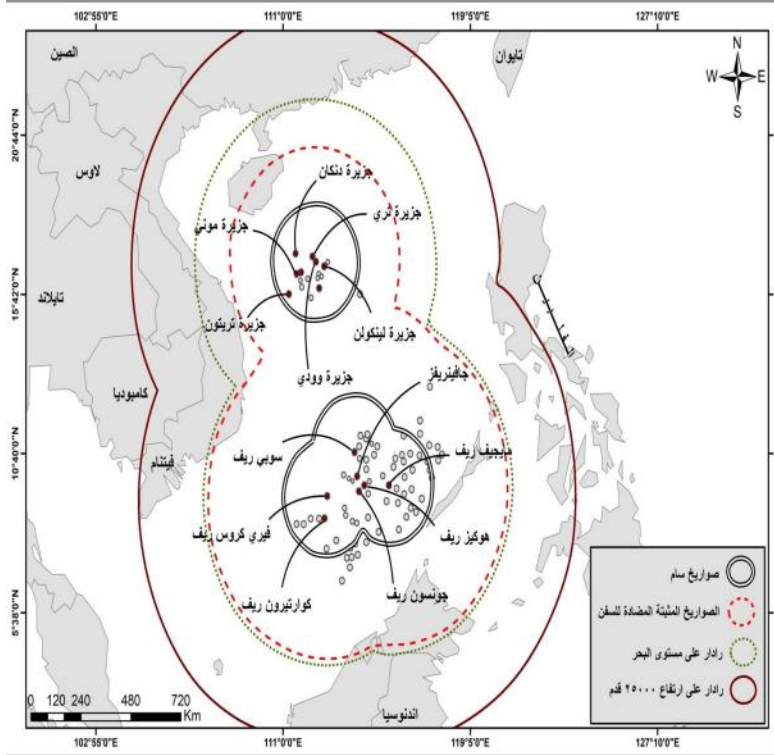 102°55'0"E 111°0'0"E 119°5'0"E 127°10'0"E
الصين
تايوان
N
W E
S
20°44'0"N
لاوس
جزيرة دنكان
جزيرة تري
جزيرة موني
15°42'0"N
تايلاند
جزيرة تريتون
جزيرة لينكولن
جزيرة وودي
كامبوديا
جافينريفز
10°40'0"N
فيتنام
سوبي ريف
فيري كروس ريف
هوكيز ريف
كوارتيرون ريف
جونسون ريف
5°38'0"N
صواريخ سام
الصواريخ المثبتة المضادة للسفن
رادار على مستوى البحر
رادار على ارتفاع ٢٥٠٠٠ قدم
0 120 240 480 720
Km
اندنوسيا
102°55'0"E 111°0'0"E 119°5'0"E 127°10'0"E